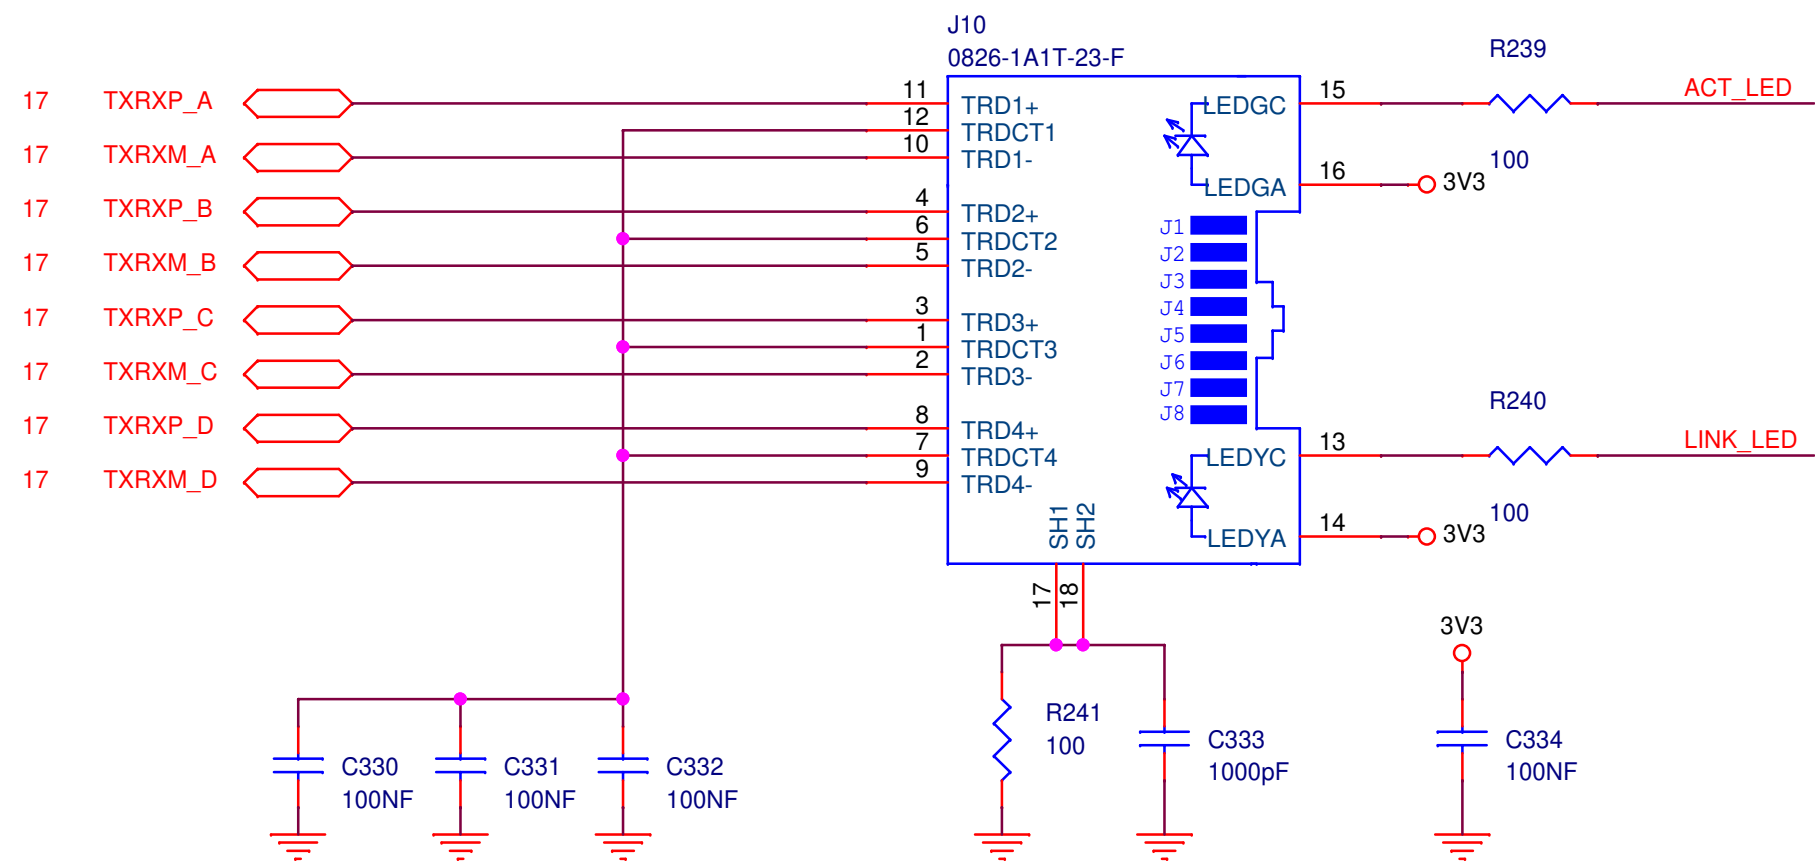 J10
0826-1A1T-23-F
17 TXRXP_A 11 TRD1+
12 TRDCT1
17 TXRXM_A 10 TRD1-
17 TXRXP_B 4 TRD2+
6 TRDCT2
17 TXRXM_B 5 TRD2-
17 TXRXP_C 3 TRD3+
1 TRDCT3
17 TXRXM_C 2 TRD3-
17 TXRXP_D 8 TRD4+
7 TRDCT4
17 TXRXM_D 9 TRD4-
LEDGC 15 R239 ACT_LED
100
LEDGA 16 3V3
J1
J2
J3
J4
J5
J6
J7
J8
LEDYC 13 R240 LINK_LED
100
LEDYA 14 3V3
SH1
SH2
17
18
R241
100
C333
1000pF
3V3
C334
100NF
C330
100NF
C331
100NF
C332
100NF